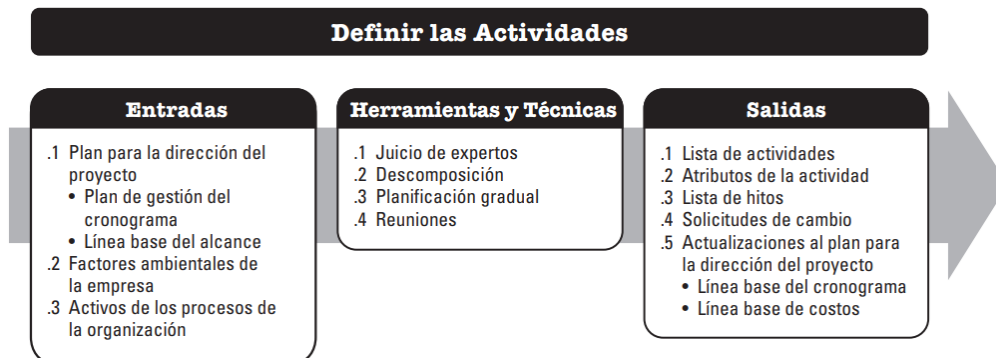 Definir las Actividades
Entradas
.1 Plan para la dirección del
proyecto
• Plan de gestión del
cronograma
• Línea base del alcance
.2 Factores ambientales de
la empresa
.3 Activos de los procesos de
la organización
Herramientas y Técnicas
.1 Juicio de expertos
.2 Descomposición
.3 Planificación gradual
.4 Reuniones
Salidas
.1 Lista de actividades
.2 Atributos de la actividad
.3 Lista de hitos
.4 Solicitudes de cambio
.5 Actualizaciones al plan para
la dirección del proyecto
• Línea base del cronograma
• Línea base de costos